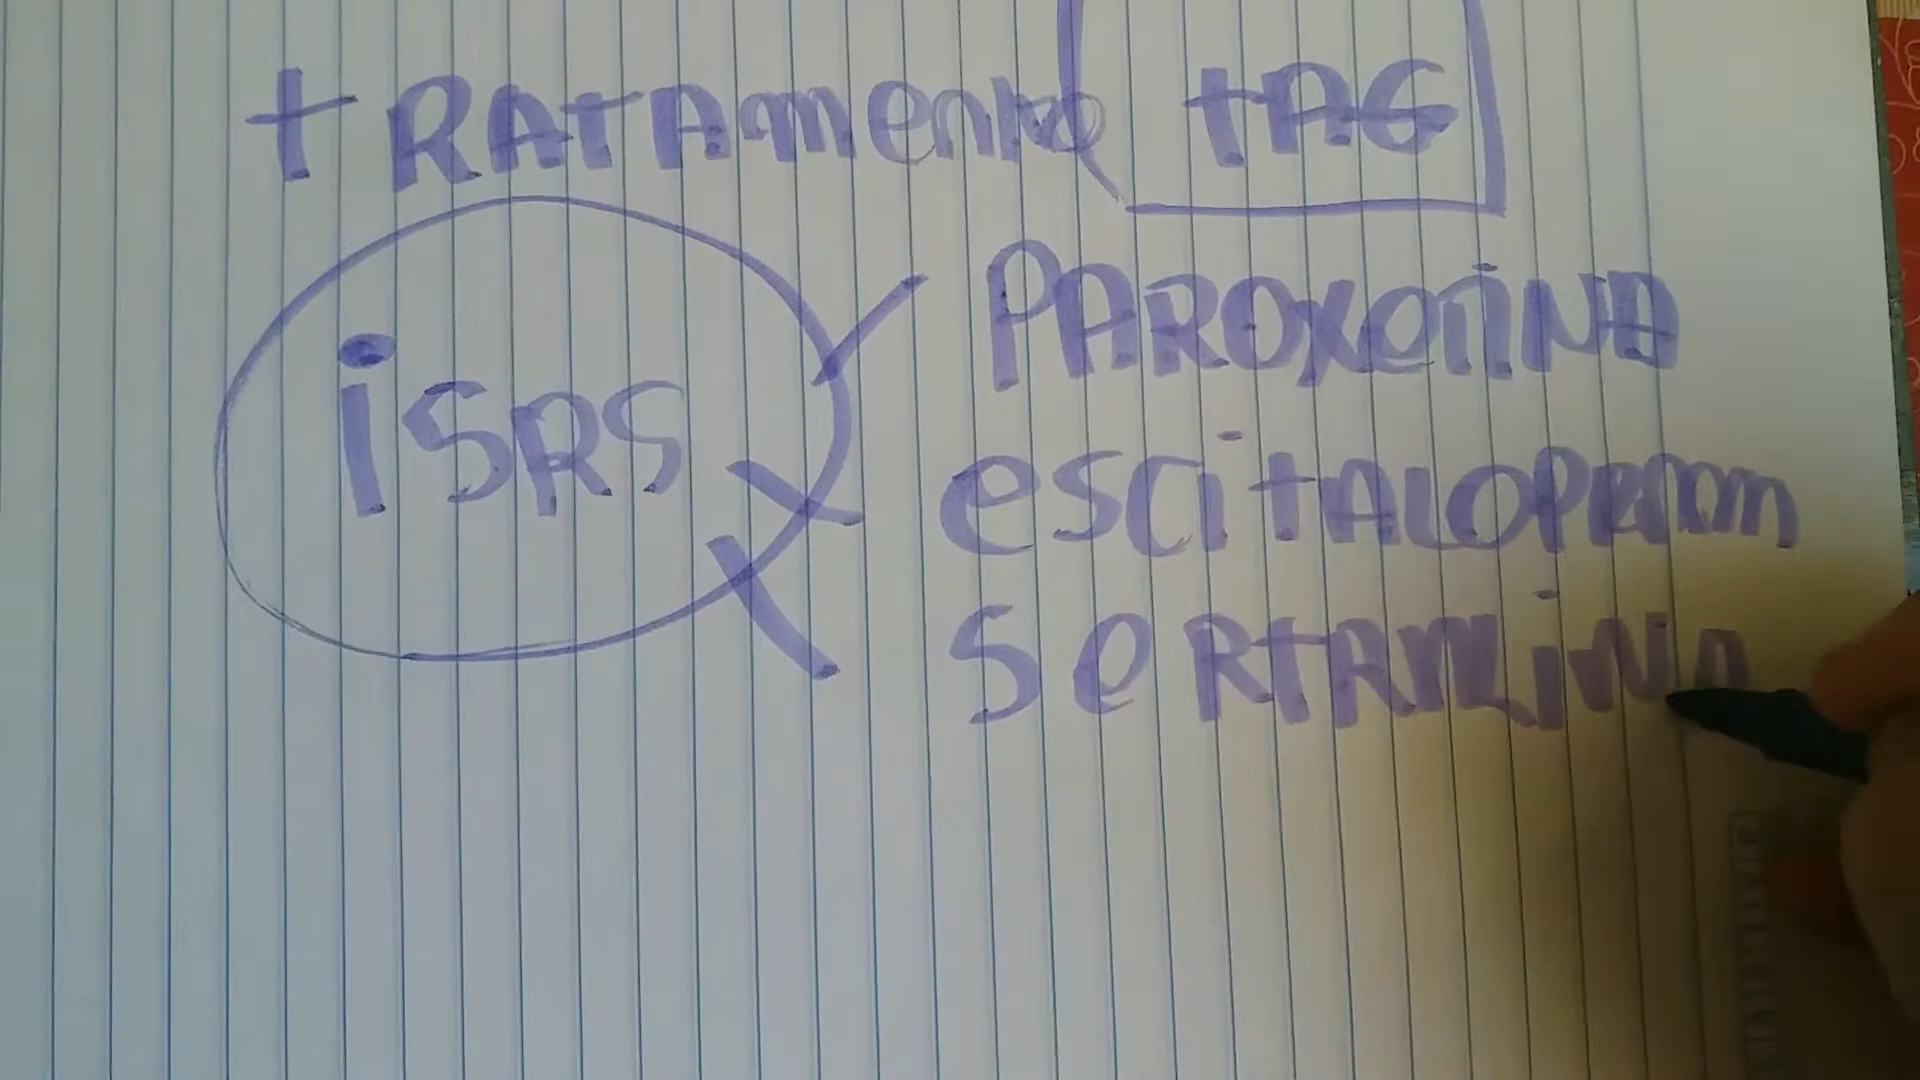 tRATAmento tAG
iSRS
PAROXetiNA
esCitALOPRAm
SeRtRALiNA